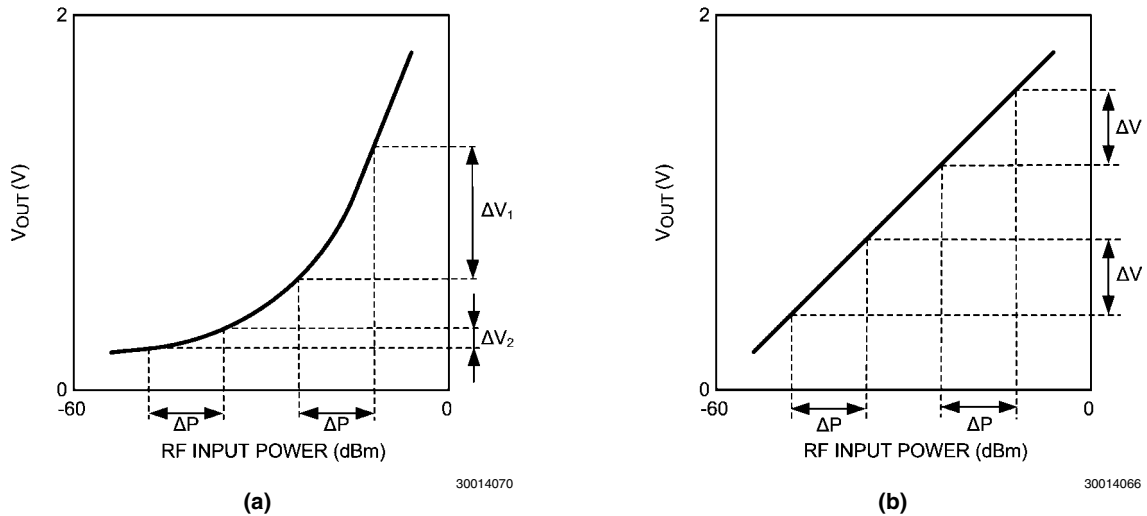 2
VOUT (V)
ΔV1
ΔV2
0
-60
ΔP
ΔP
0
RF INPUT POWER (dBm)
30014070
(a)
2
VOUT (V)
ΔV
ΔV
0
-60
ΔP
ΔP
0
RF INPUT POWER (dBm)
30014066
(b)